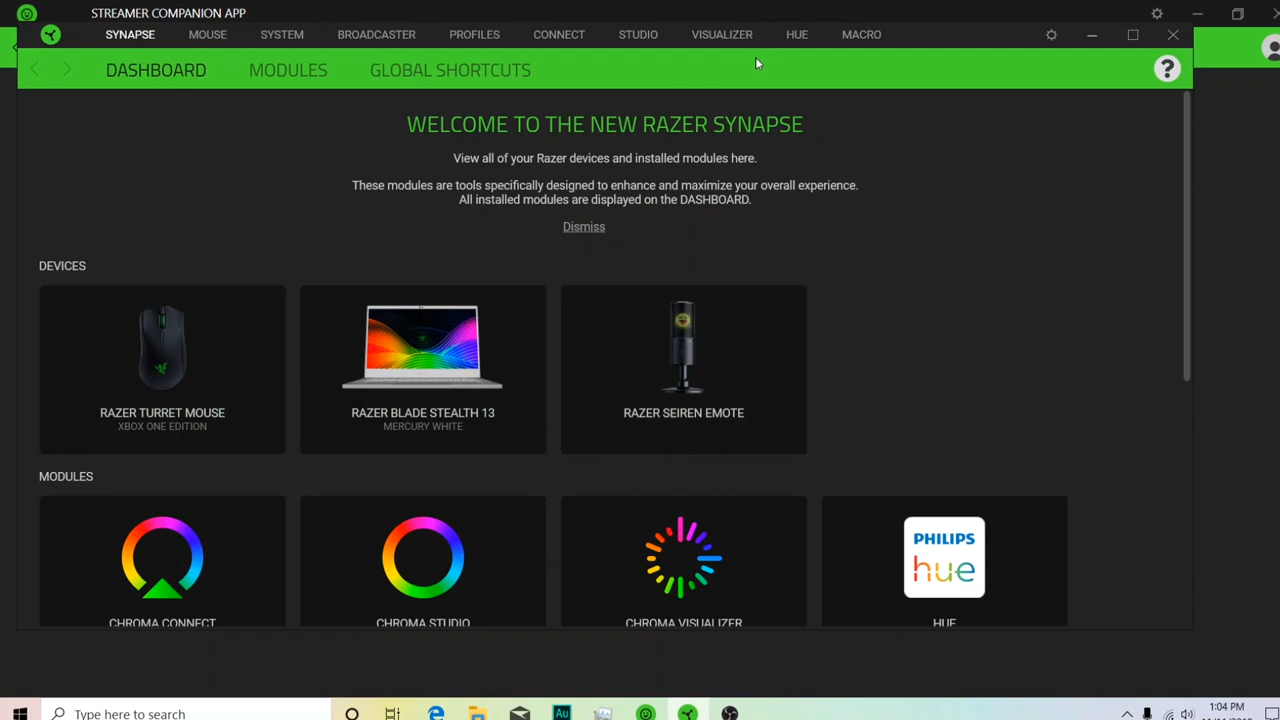 STREAMER COMPANION APP
SYNAPSE MOUSE SYSTEM BROADCASTER PROFILES CONNECT STUDIO VISUALIZER HUE MACRO
DASHBOARD MODULES GLOBAL SHORTCUTS ?
WELCOME TO THE NEW RAZER SYNAPSE
View all of your Razer devices and installed modules here.
These modules are tools specifically designed to enhance and maximize your overall experience.
All installed modules are displayed on the DASHBOARD.
Dismiss
DEVICES
RAZER TURRET MOUSE
XBOX ONE EDITION
RAZER BLADE STEALTH 13
MERCURY WHITE
RAZER SEIREN EMOTE
MODULES
PHILIPS
hue
CHROMA CONNECT
CHROMA STUDIO
CHROMA VISUALIZER
HUE
Type here to search
Au
1:04 PM